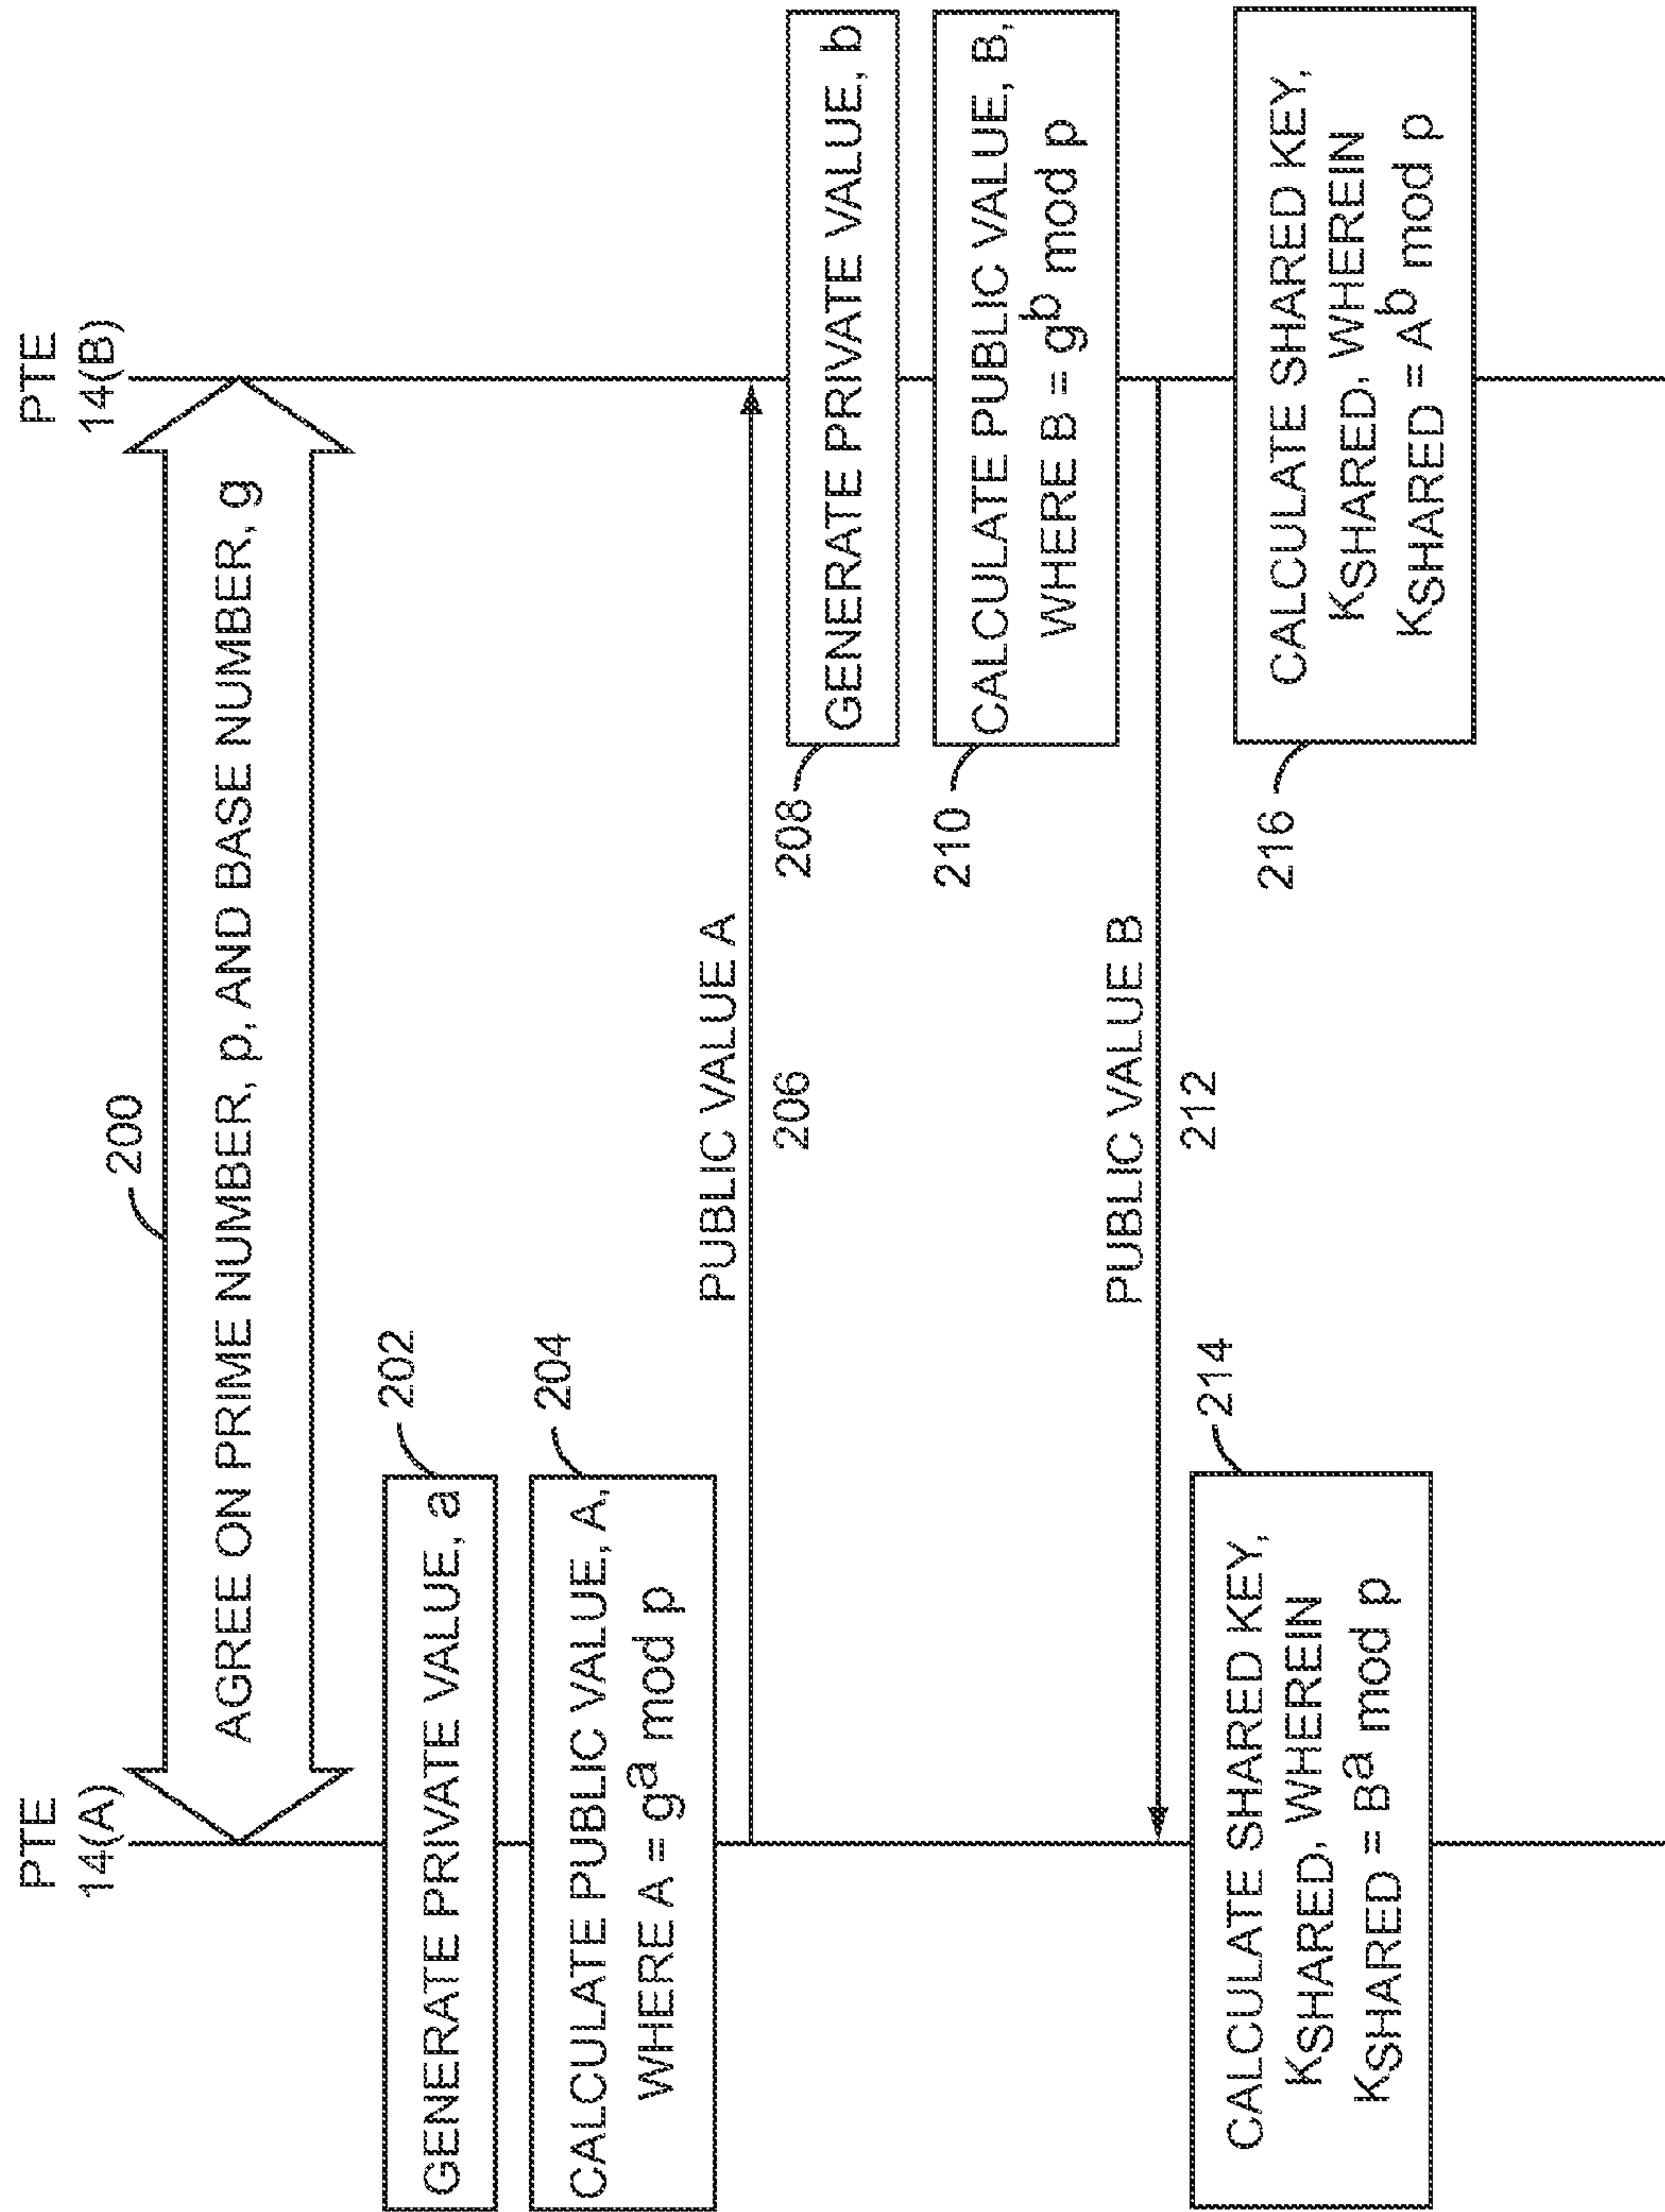 PTE
14(A)
PTE
14(B)
200
AGREE ON PRIME NUMBER, p, AND BASE NUMBER, g
GENERATE PRIVATE VALUE, a
202
CALCULATE PUBLIC VALUE, A,
WHERE A = gᵃ mod p
204
PUBLIC VALUE A
206
208
GENERATE PRIVATE VALUE, b
210
CALCULATE PUBLIC VALUE, B,
WHERE B = gᵇ mod p
PUBLIC VALUE B
212
214
CALCULATE SHARED KEY,
KSHARED, WHEREIN
KSHARED = Bᵃ mod p
216
CALCULATE SHARED KEY,
KSHARED, WHEREIN
KSHARED = Aᵇ mod p